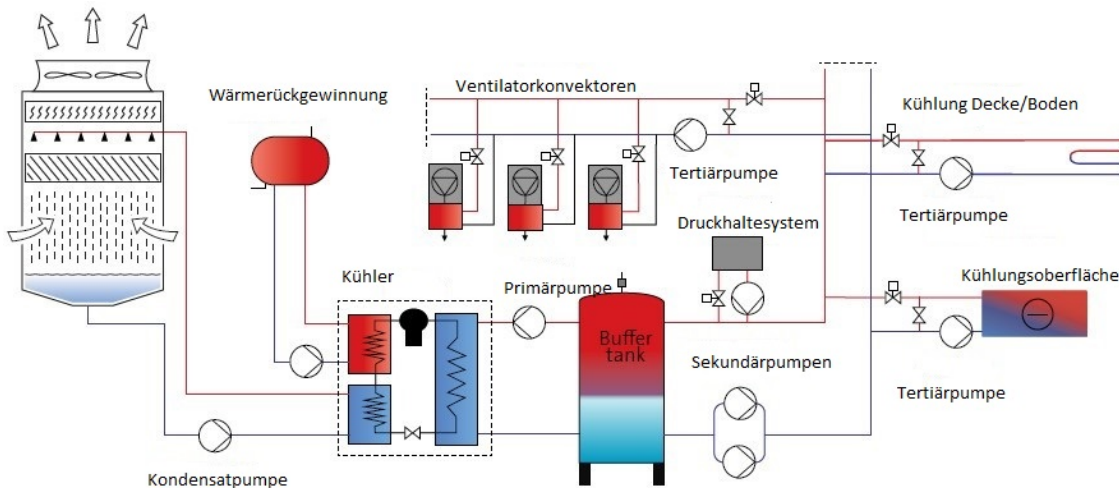 Ventilatorkonvektoren
Wärmerückgewinnung
Kühlung Decke/Boden
Tertiärpumpe
Tertiärpumpe
Druckhaltesystem
Kühler
Primärpumpe
Kühlungsoberfläche
Buffer
tank
Sekundärpumpen
Tertiärpumpe
Kondensatpumpe